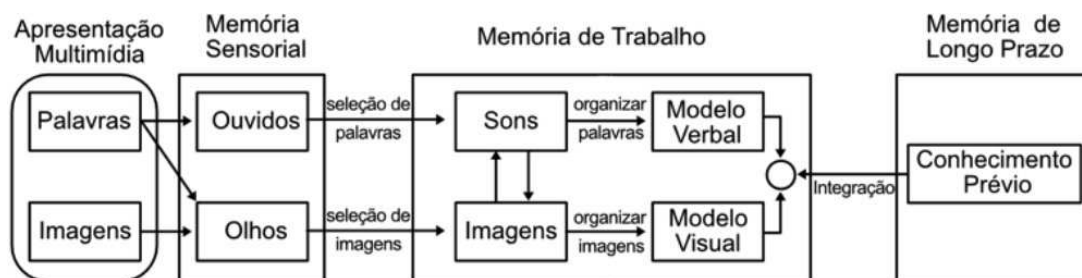 Apresentação
Multimídia
Memória
Sensorial
Memória de Trabalho
Memória de
Longo Prazo
Palavras
Ouvidos
seleção de
palavras
Sons
organizar
palavras
Modelo
Verbal
Imagens
Olhos
seleção de
imagens
Imagens
organizar
imagens
Modelo
Visual
Integração
Conhecimento
Prévio